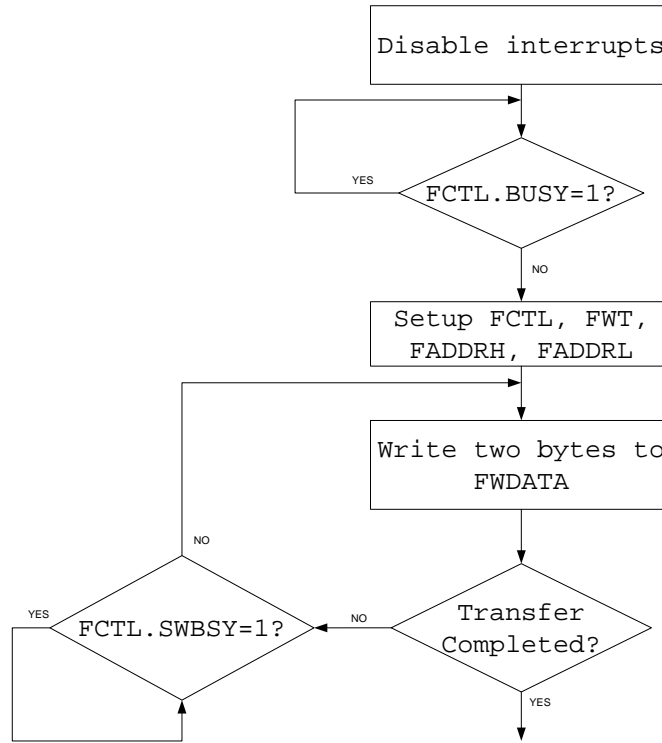 Disable interrupts
YES
FCTL.BUSY=1?
NO
Setup FCTL, FWT,
FADDRH, FADDRL
Write two bytes to
FWDATA
NO
YES
FCTL.SWBSY=1?
NO
Transfer
Completed?
YES